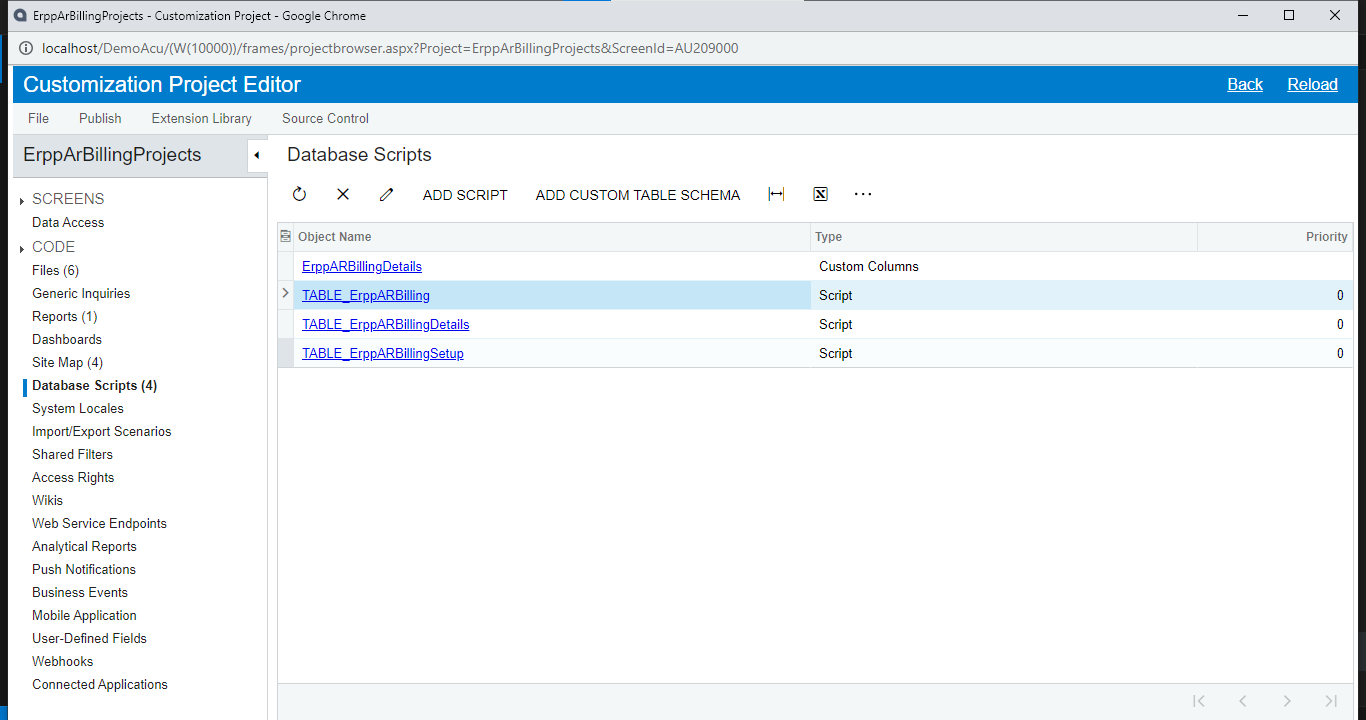 ErppArBillingProjects - Customization Project - Google Chrome
localhost/DemoAcu/(W(10000))/frames/projectbrowser.aspx?Project=ErppArBillingProjects&ScreenId=AU209000
Customization Project Editor
Back Reload
File Publish Extension Library Source Control
ErppArBillingProjects
SCREENS
Data Access
CODE
Files (6)
Generic Inquiries
Reports (1)
Dashboards
Site Map (4)
Database Scripts (4)
System Locales
Import/Export Scenarios
Shared Filters
Access Rights
Wikis
Web Service Endpoints
Analytical Reports
Push Notifications
Business Events
Mobile Application
User-Defined Fields
Webhooks
Connected Applications
Database Scripts
ADD SCRIPT ADD CUSTOM TABLE SCHEMA
Object Name Type Priority
ErppARBillingDetails Custom Columns
TABLE_ErppARBilling Script 0
TABLE_ErppARBillingDetails Script 0
TABLE_ErppARBillingSetup Script 0